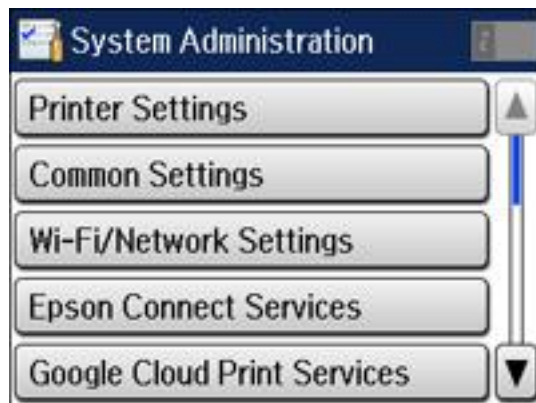 System Administration
Printer Settings
Common Settings
Wi-Fi/Network Settings
Epson Connect Services
Google Cloud Print Services